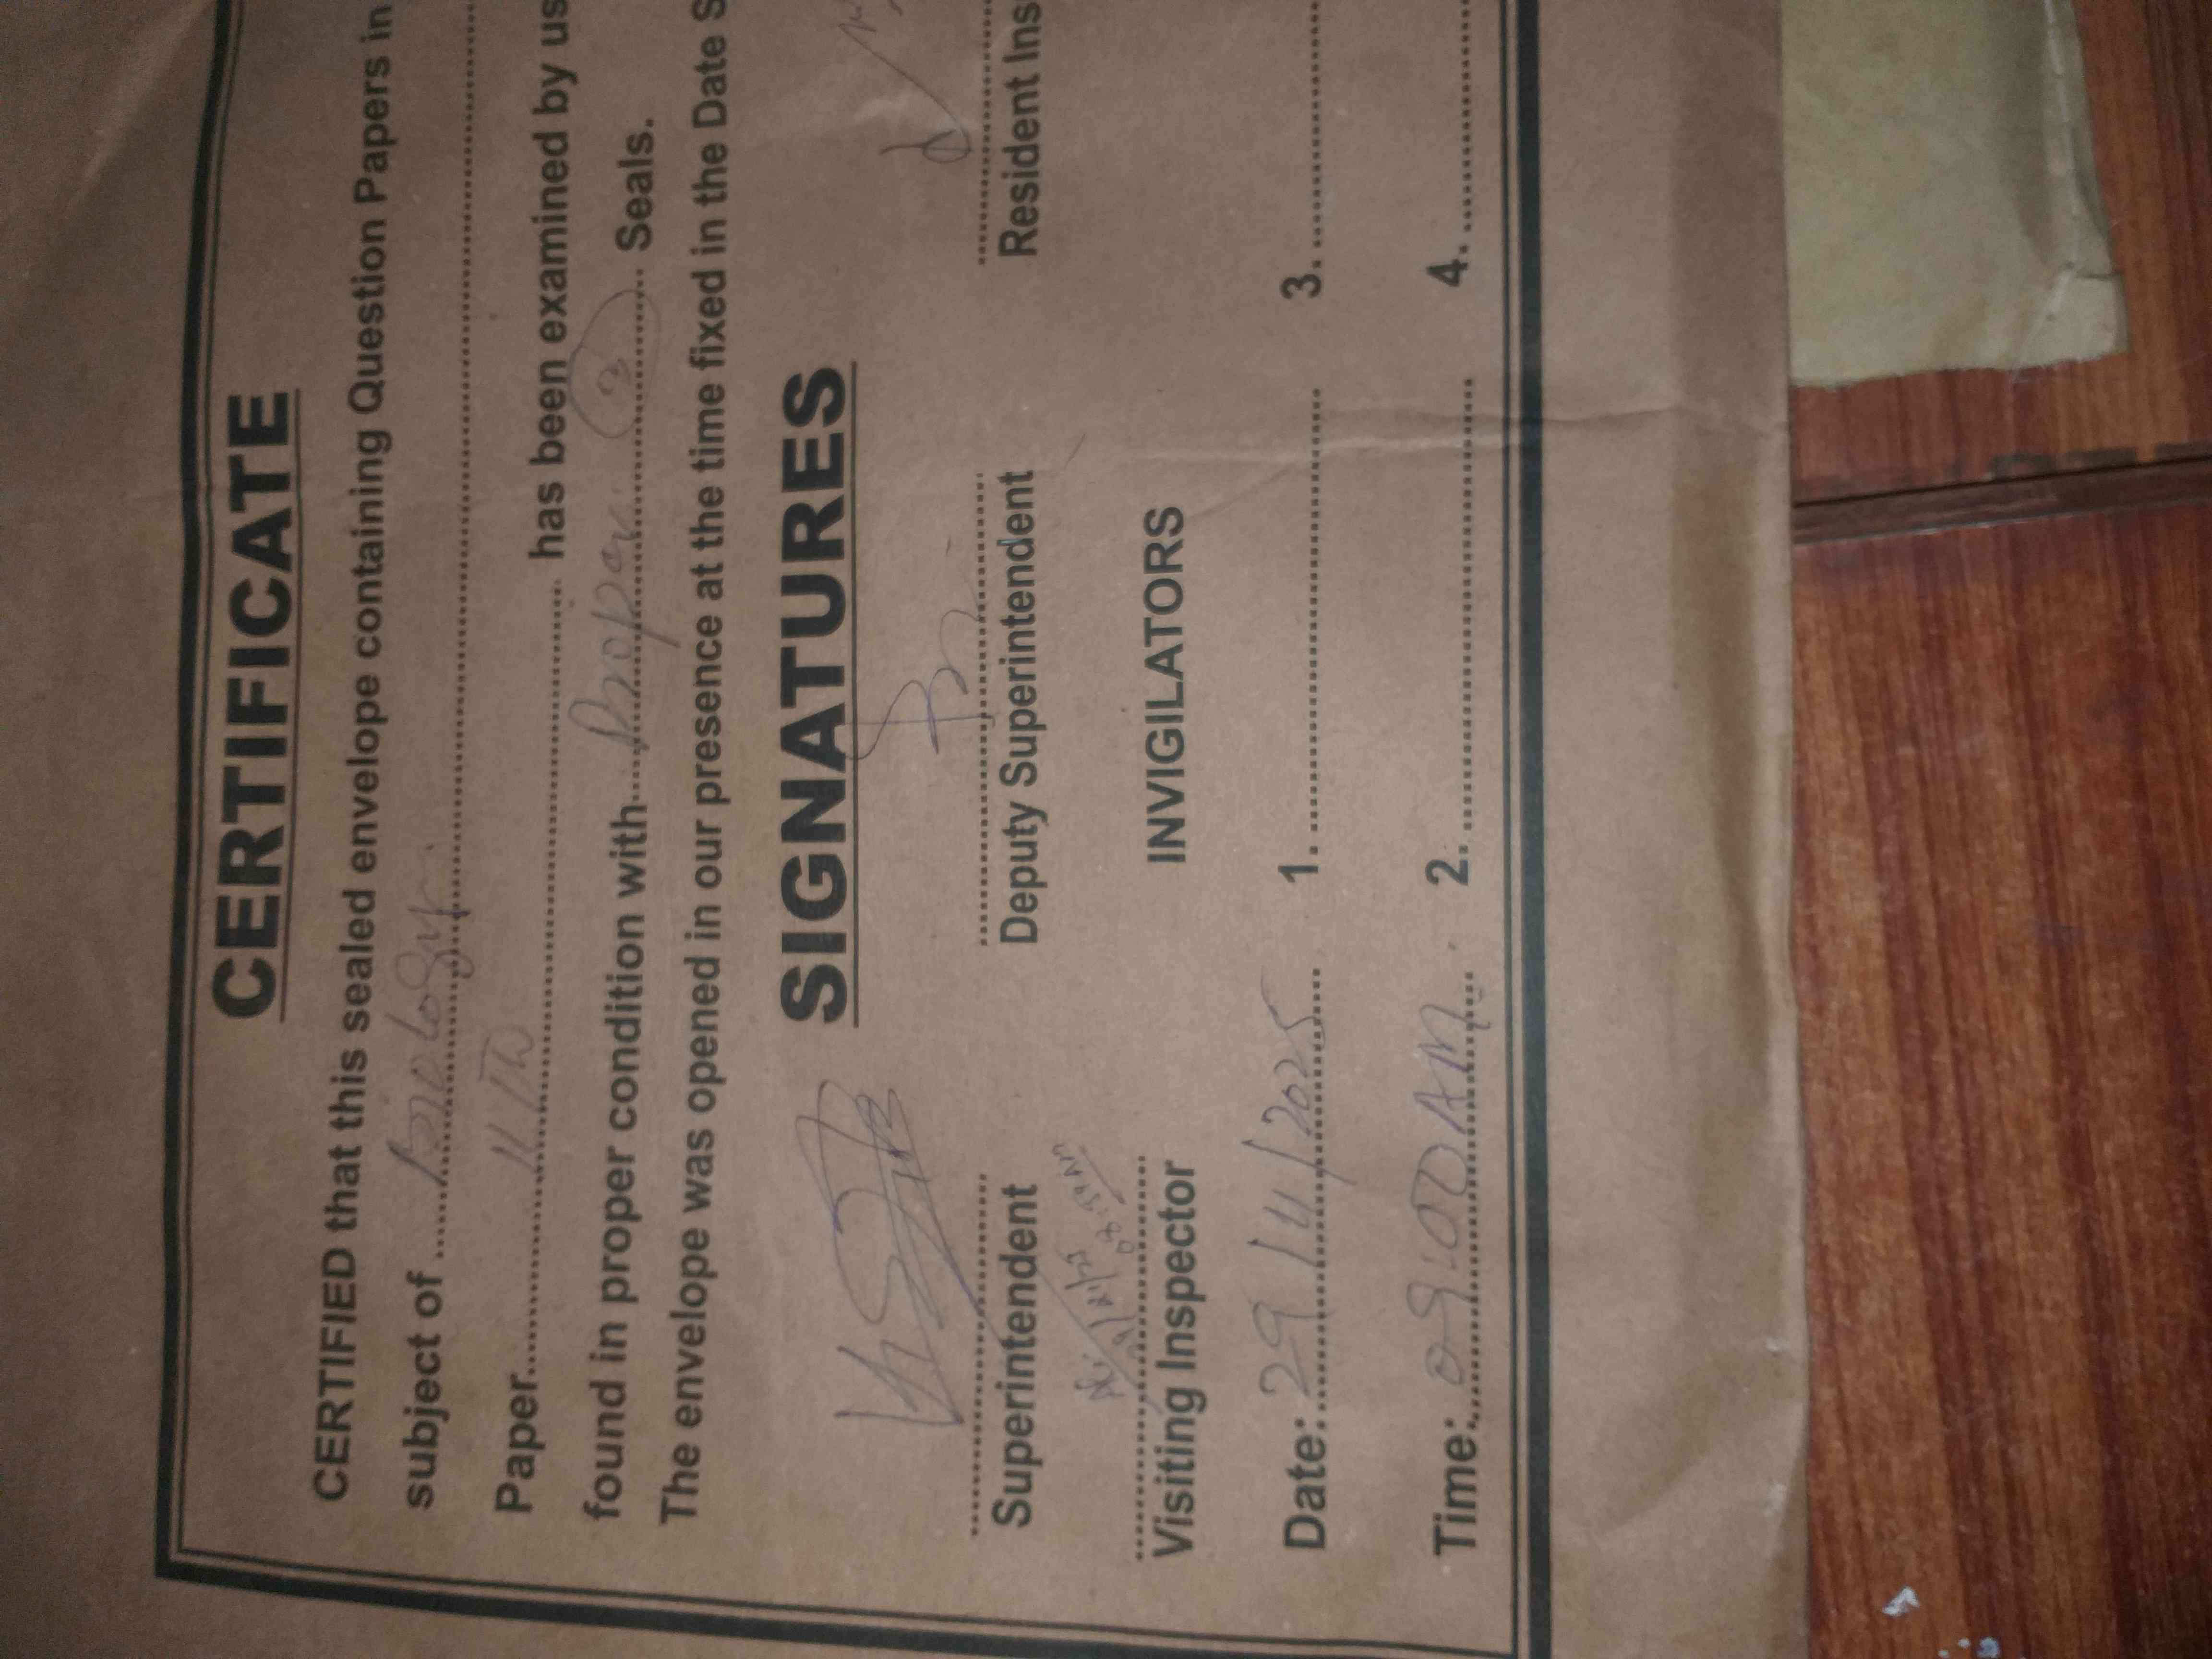 CERTIFICATE
CERTIFIED that this sealed envelope containing Question Papers in
subject of Biology.
Paper has been examined by us
found in proper condition with Proper (3) Seals.
The envelope was opened in our presence at the time fixed in the Date S
SIGNATURES
Superintendent Deputy Superintendent Resident Ins
Visiting Inspector INVIGILATORS
Date: 29/4/2025 1. 3.
Time: 09:00 AM 2. 4.